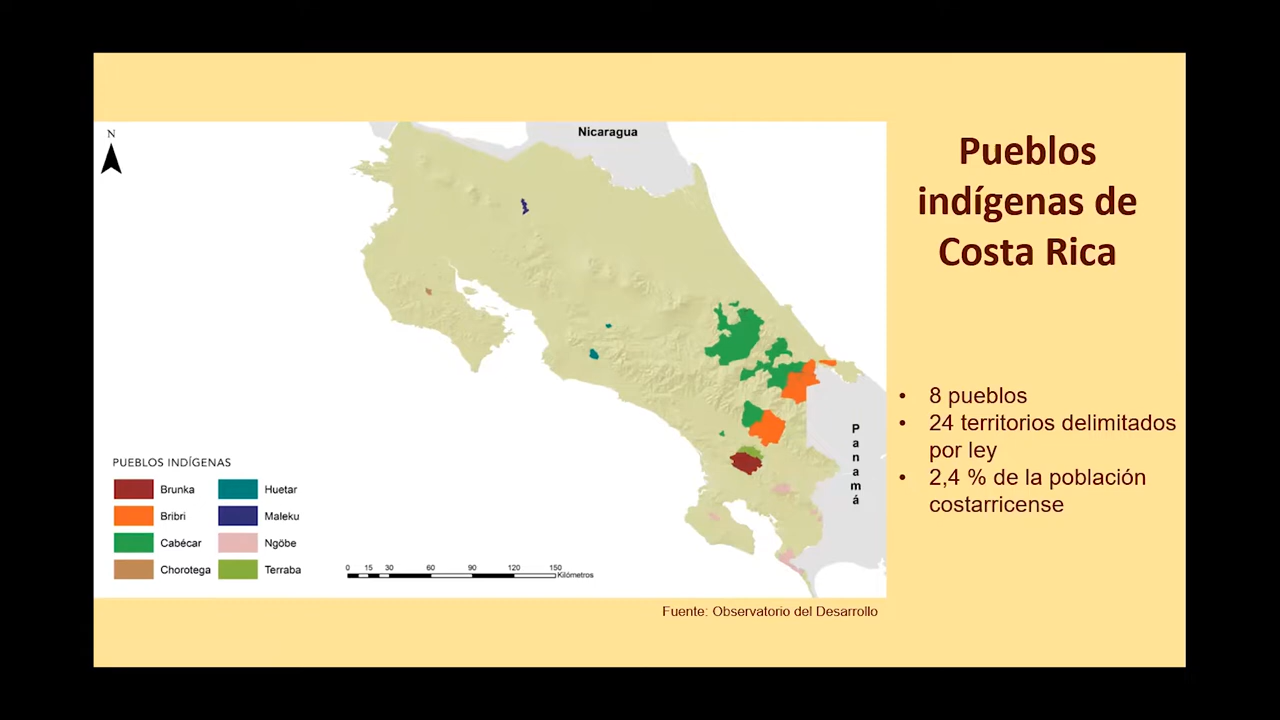 Pueblos
indígenas de
Costa Rica
N
Nicaragua
P
a
n
a
m
á
PUEBLOS INDÍGENAS
Brunka
Bribri
Cabécar
Chorotega
Huetar
Maleku
Ngöbe
Terraba
0 15 30 60 90 120 150
Kilómetros
Fuente: Observatorio del Desarrollo
• 8 pueblos
• 24 territorios delimitados
por ley
• 2,4 % de la población
costarricense